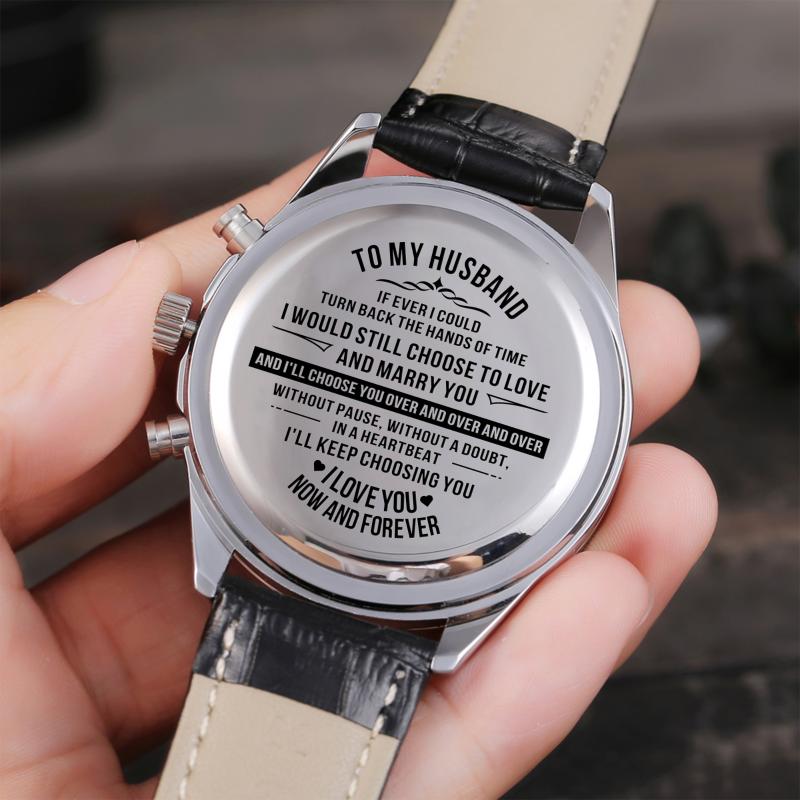 TO MY HUSBAND
IF EVER I COULD
TURN BACK THE HANDS OF TIME
I WOULD STILL CHOOSE TO LOVE
AND MARRY YOU
AND I'LL CHOOSE YOU OVER AND OVER AND OVER
WITHOUT PAUSE, WITHOUT A DOUBT,
IN A HEARTBEAT
I'LL KEEP CHOOSING YOU
I LOVE YOU
NOW AND FOREVER